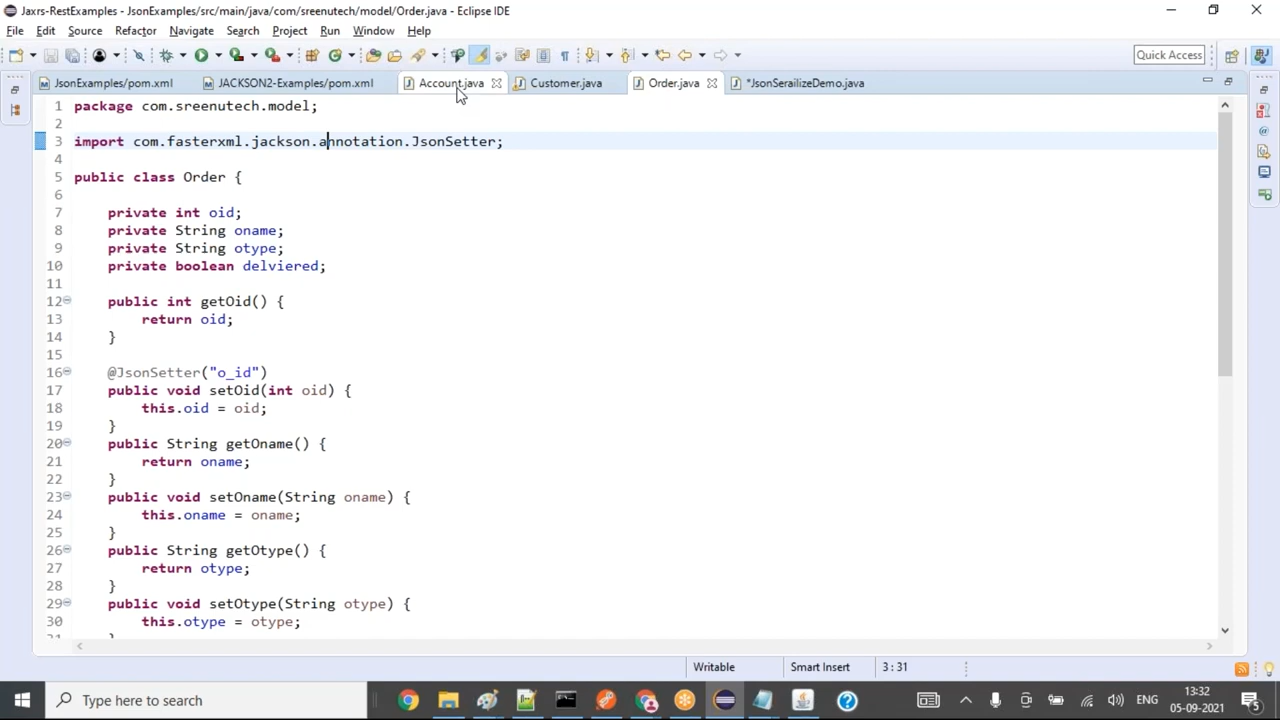 Jaxrs-RestExamples - JsonExamples/src/main/java/com/sreenutech/model/Order.java - Eclipse IDE
File Edit Source Refactor Navigate Search Project Run Window Help
Quick Access
JsonExamples/pom.xml JACKSON2-Examples/pom.xml Account.java Customer.java Order.java *JsonSerailizeDemo.java
1 package com.sreenutech.model;
2
3 import com.fasterxml.jackson.annotation.JsonSetter;
4
5 public class Order {
6
7 private int oid;
8 private String oname;
9 private String otype;
10 private boolean delviered;
11
12 public int getOid() {
13 return oid;
14 }
15
16 @JsonSetter("o_id")
17 public void setOid(int oid) {
18 this.oid = oid;
19 }
20 public String getOname() {
21 return oname;
22 }
23 public void setOname(String oname) {
24 this.oname = oname;
25 }
26 public String getOtype() {
27 return otype;
28 }
29 public void setOtype(String otype) {
30 this.otype = otype;
31 }
Writable Smart Insert 3 : 31
Type here to search ENG 13:32
05-09-2021 5